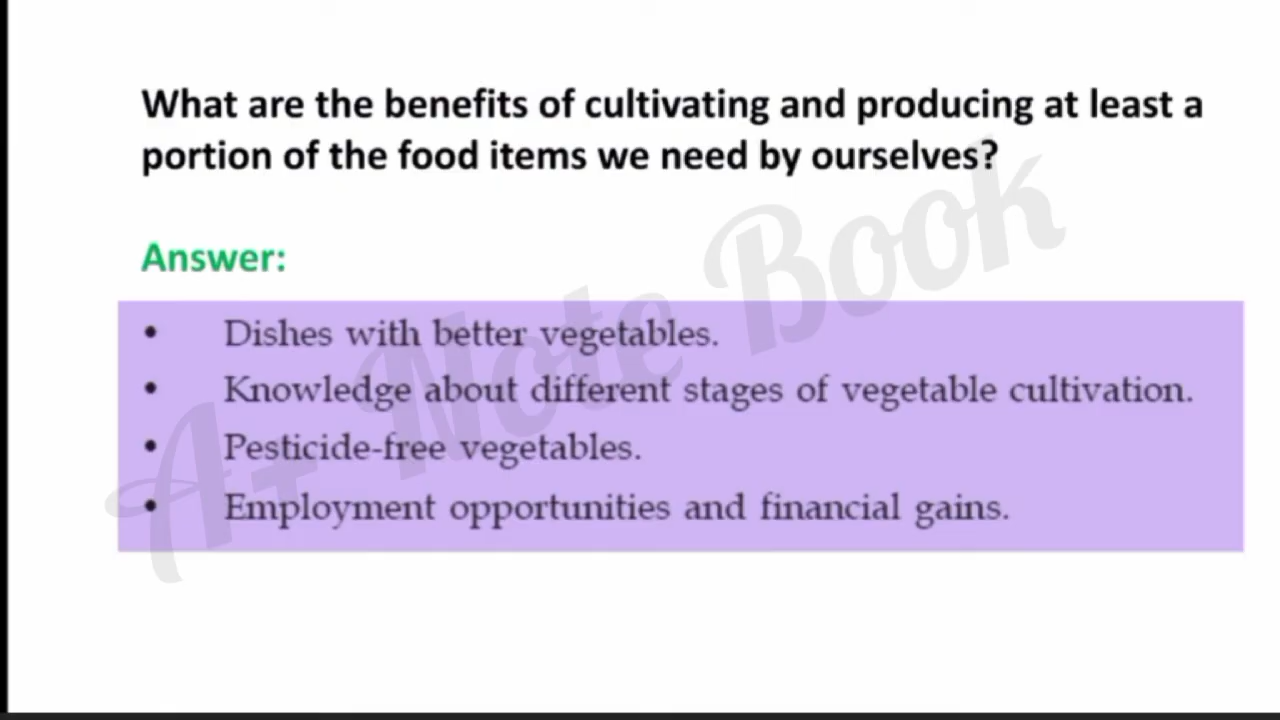 What are the benefits of cultivating and producing at least a
portion of the food items we need by ourselves?
Answer:
• Dishes with better vegetables.
• Knowledge about different stages of vegetable cultivation.
• Pesticide-free vegetables.
• Employment opportunities and financial gains.
A+ Note Book